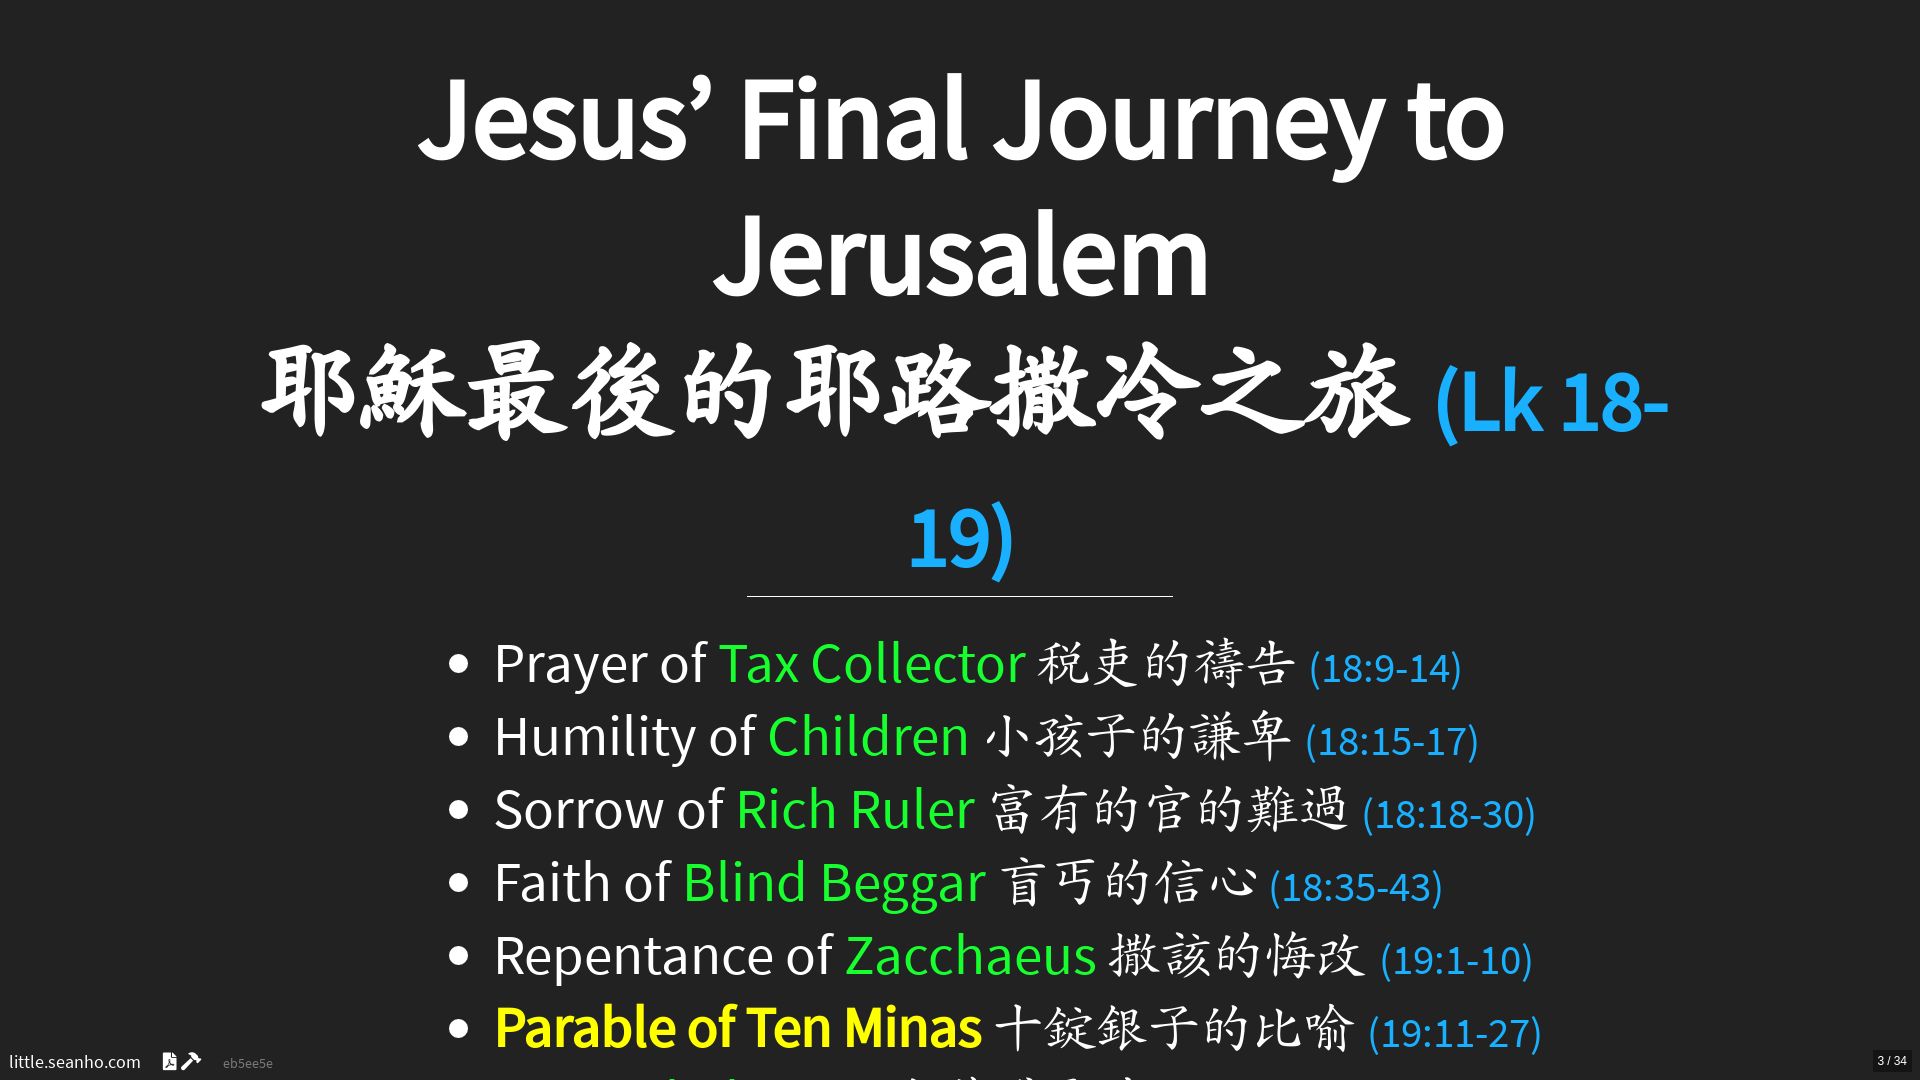 Jesus’ Final Journey to
Jerusalem
耶穌最後的耶路撒冷之旅 (Lk 18-
19)
Prayer of Tax Collector 税吏的禱告 (18:9-14)
Humility of Children 小孩子的謙卑 (18:15-17)
Sorrow of Rich Ruler 富有的官的難過 (18:18-30)
Faith of Blind Beggar 盲丐的信心 (18:35-43)
Repentance of Zacchaeus 撒該的悔改 (19:1-10)
Parable of Ten Minas 十錠銀子的比喻 (19:11-27)
little.seanho.com eb5ee5e
3 / 34